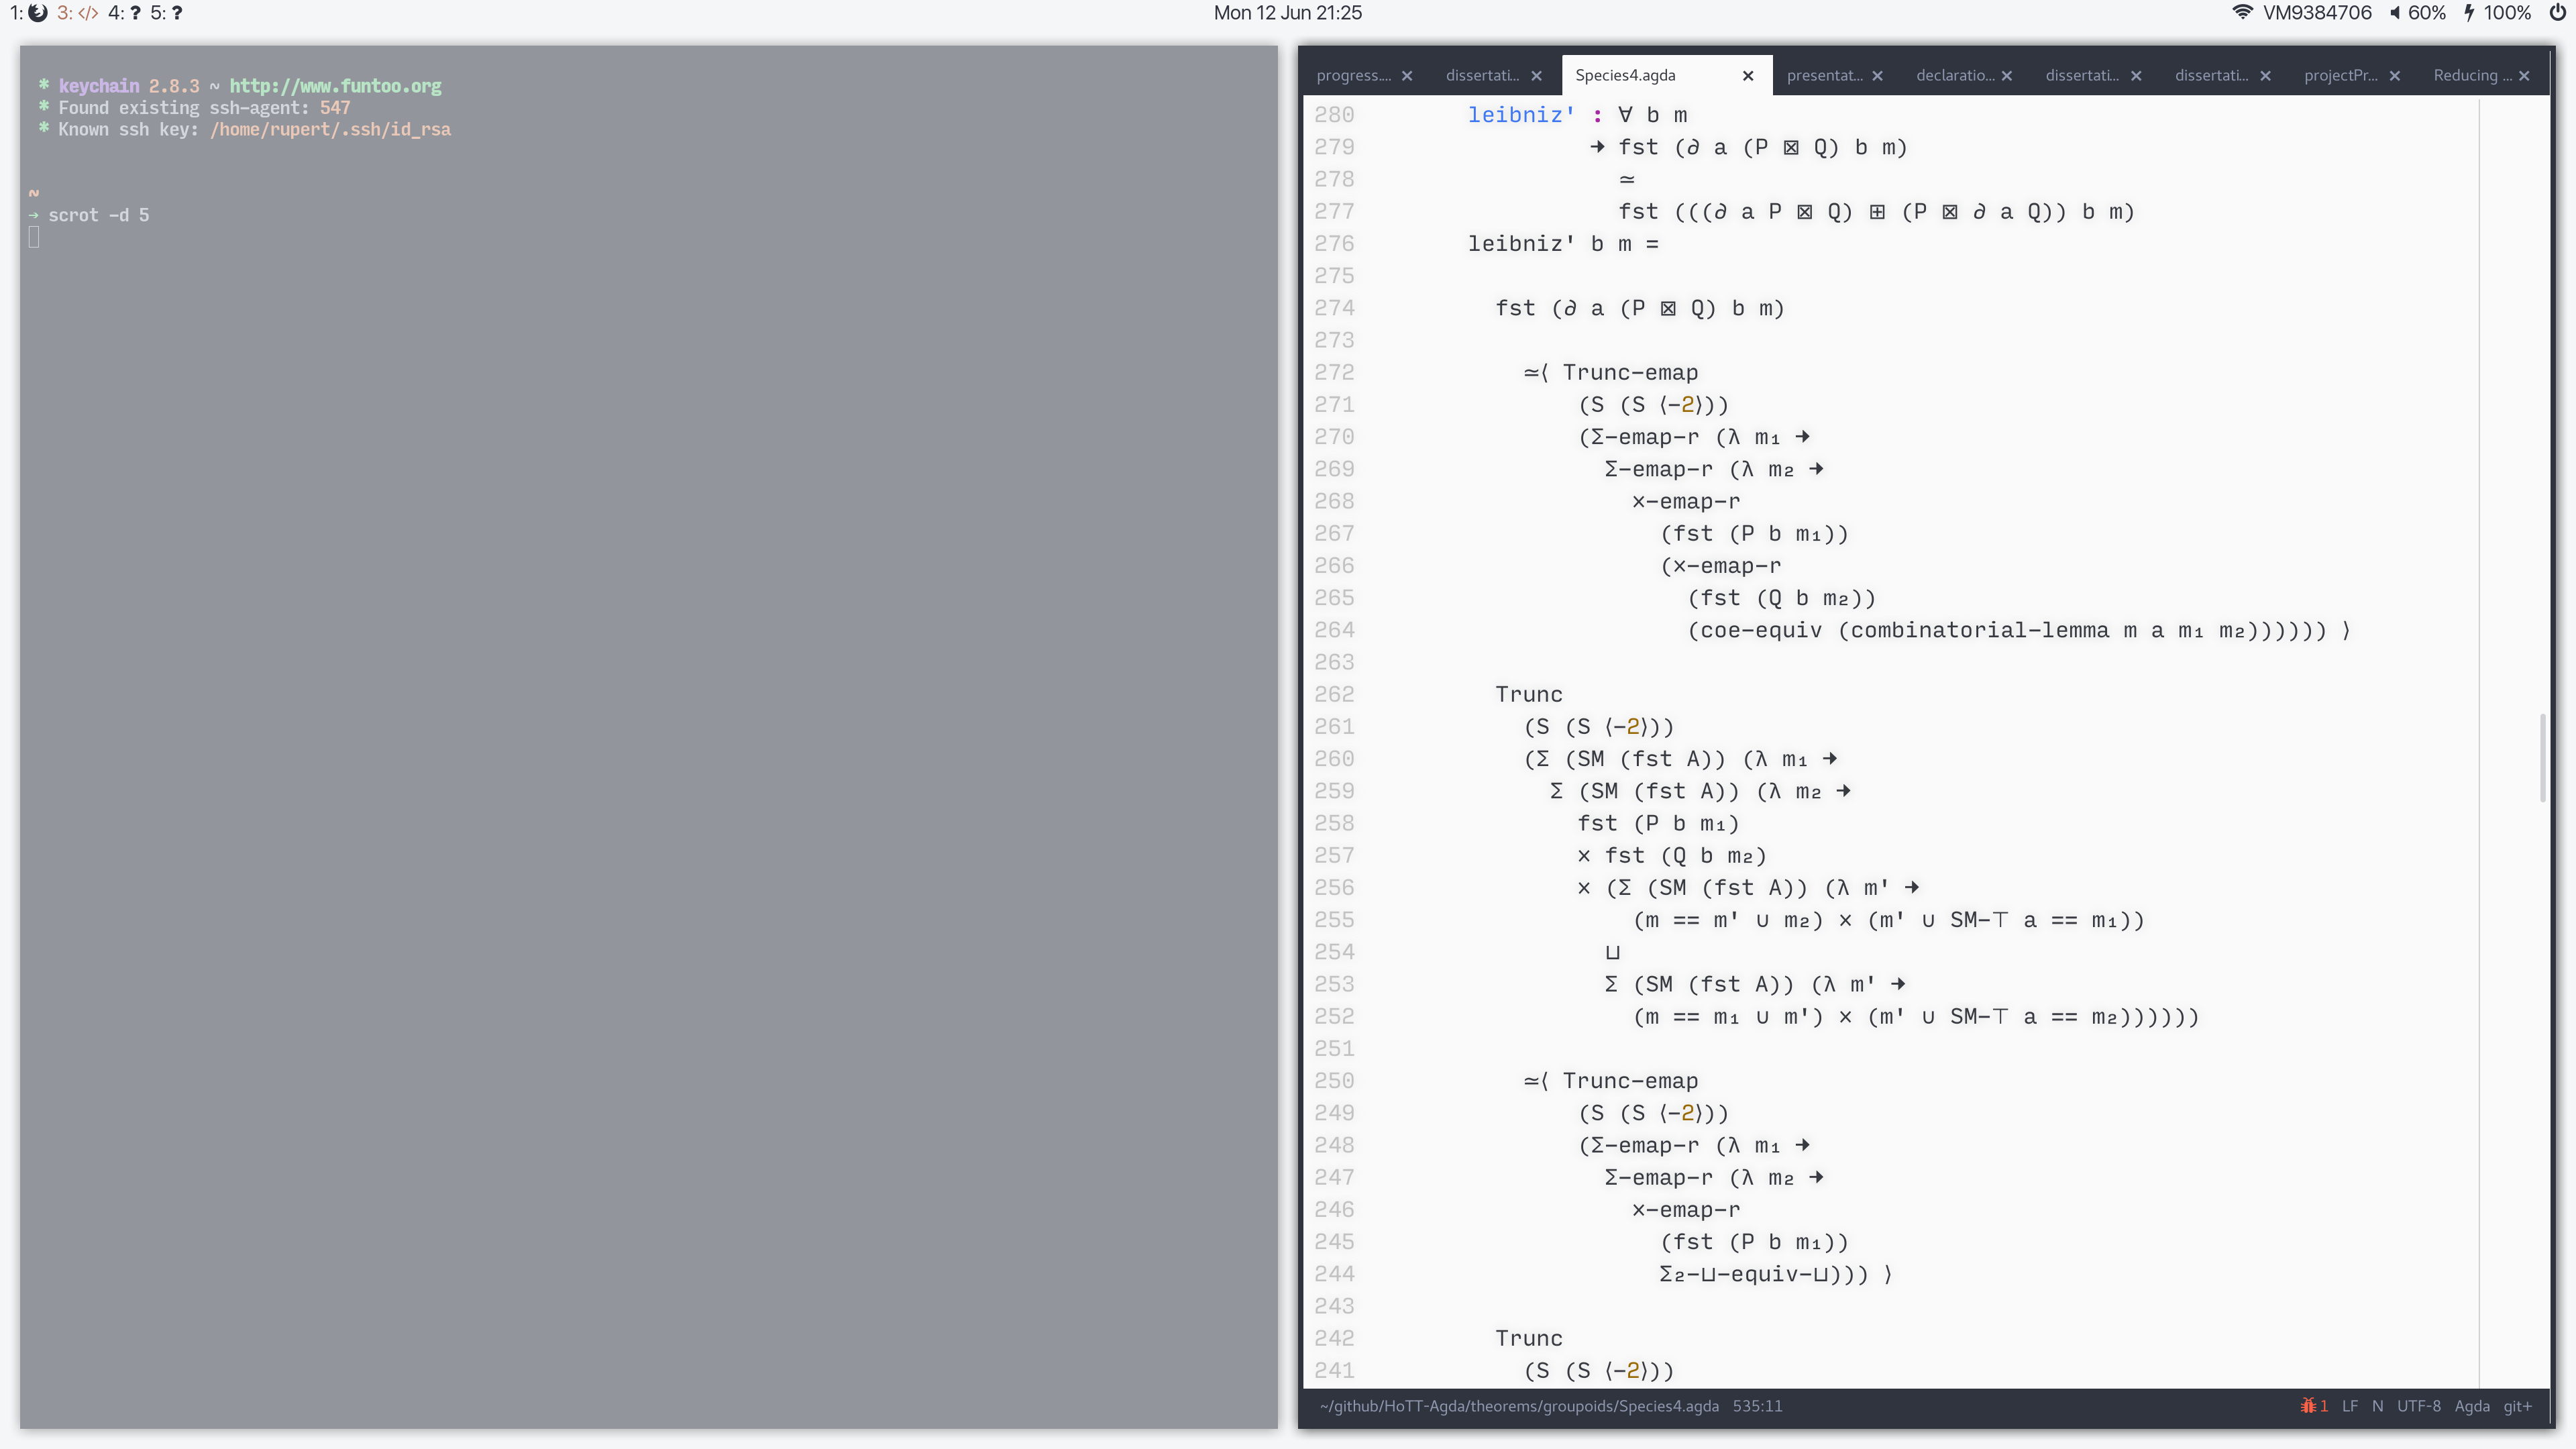 1: 3: </> 4: ? 5: ?
Mon 12 Jun 21:25
VM9384706 60% 100%
* keychain 2.8.3 ~ http://www.funtoo.org
* Found existing ssh-agent: 547
* Known ssh key: /home/rupert/.ssh/id_rsa
~
→ scrot -d 5
progress.... × dissertati... × Species4.agda × presentat... × declaratio... × dissertati... × dissertati... × projectPr... × Reducing ... ×
280 leibniz' : ∀ b m
279 → fst (∂ a (P ⊠ Q) b m)
278 ≃
277 fst (((∂ a P ⊠ Q) ⊞ (P ⊠ ∂ a Q)) b m)
276 leibniz' b m =
275
274 fst (∂ a (P ⊠ Q) b m)
273
272 ≃⟨ Trunc-emap
271 (S (S ⟨-2⟩))
270 (Σ-emap-r (λ m₁ →
269 Σ-emap-r (λ m₂ →
268 ×-emap-r
267 (fst (P b m₁))
266 (×-emap-r
265 (fst (Q b m₂))
264 (coe-equiv (combinatorial-lemma m a m₁ m₂)))))) ⟩
263
262 Trunc
261 (S (S ⟨-2⟩))
260 (Σ (SM (fst A)) (λ m₁ →
259 Σ (SM (fst A)) (λ m₂ →
258 fst (P b m₁)
257 × fst (Q b m₂)
256 × (Σ (SM (fst A)) (λ m' →
255 (m == m' ∪ m₂) × (m' ∪ SM-⊤ a == m₁))
254 ⊔
253 Σ (SM (fst A)) (λ m' →
252 (m == m₁ ∪ m') × (m' ∪ SM-⊤ a == m₂))))))
251
250 ≃⟨ Trunc-emap
249 (S (S ⟨-2⟩))
248 (Σ-emap-r (λ m₁ →
247 Σ-emap-r (λ m₂ →
246 ×-emap-r
245 (fst (P b m₁))
244 Σ₂-⊔-equiv-⊔))) ⟩
243
242 Trunc
241 (S (S ⟨-2⟩))
~/github/HoTT-Agda/theorems/groupoids/Species4.agda 535:11
1 LF N UTF-8 Agda git+